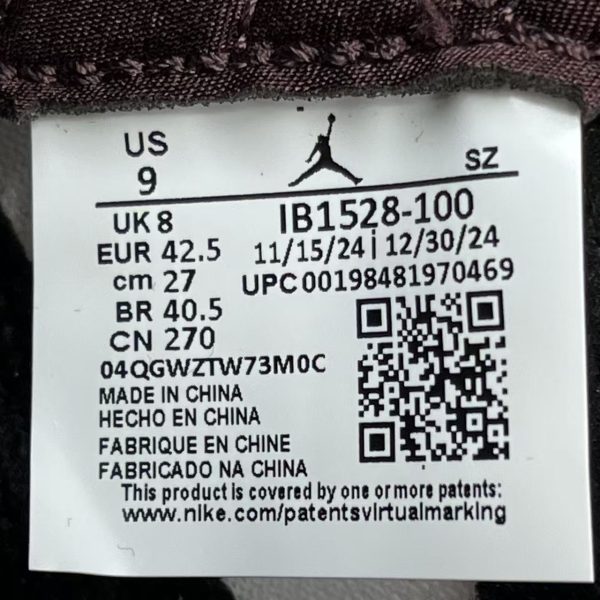 US
9
SZ
UK 8
IB1528-100
EUR 42.5
11/15/24 | 12/30/24
cm 27
UPC 00198481970469
BR 40.5
CN 270
04QGWZTW73M0C
MADE IN CHINA
HECHO EN CHINA
FABRIQUE EN CHINE
FABRICADO NA CHINA
This product is covered by one or more patents:
www.nike.com/patentsvirtualmarking